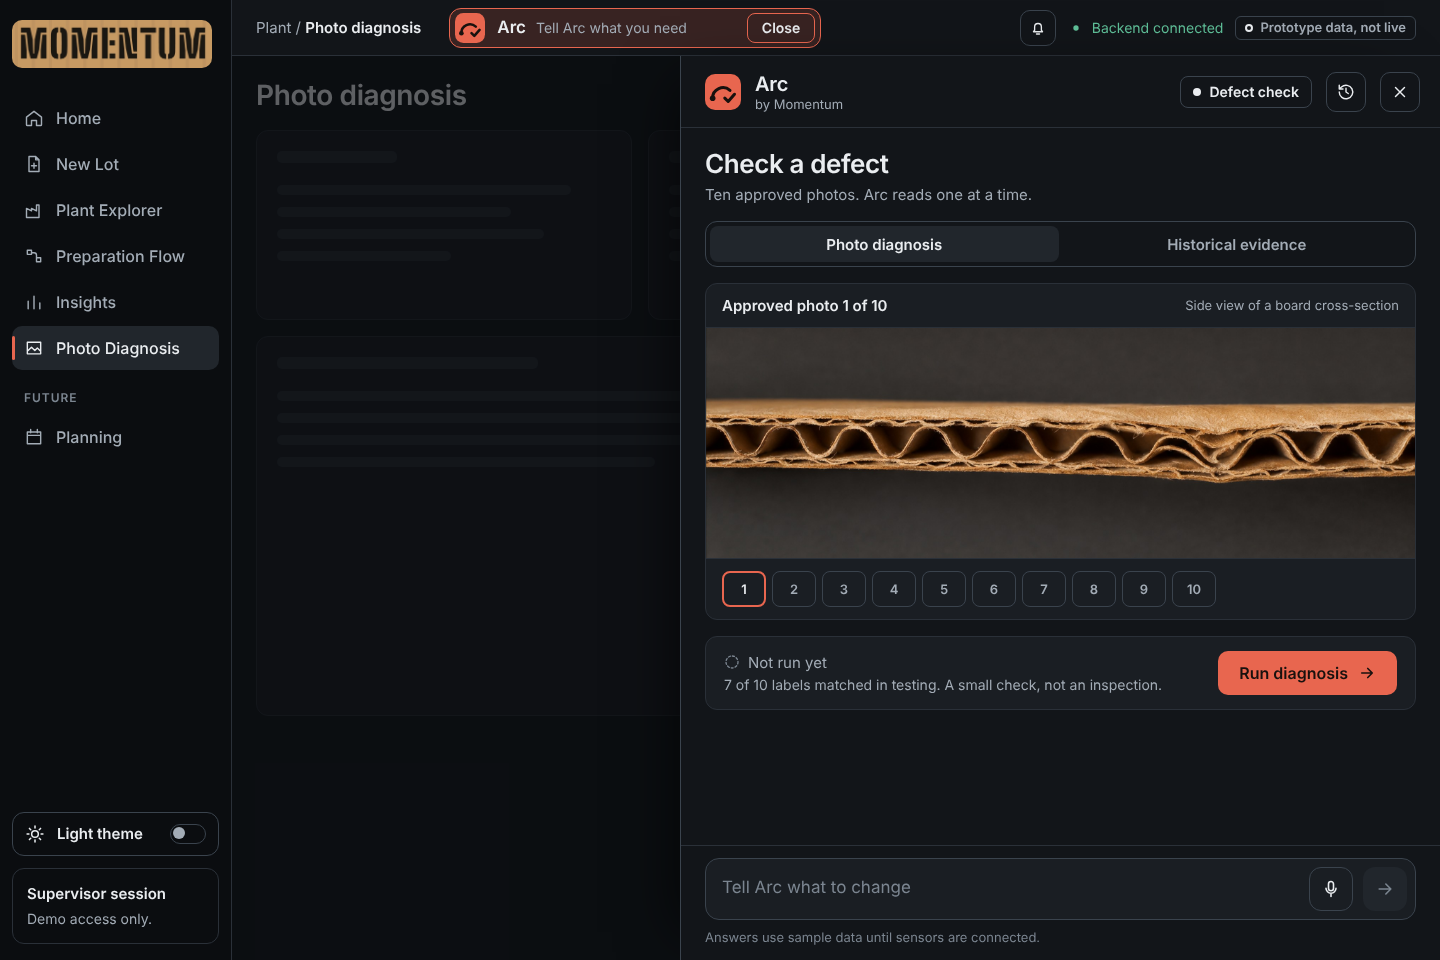 MOMENTUM
Home
New Lot
Plant Explorer
Preparation Flow
Insights
Photo Diagnosis
FUTURE
Planning
Light theme
Supervisor session
Demo access only.
Plant / Photo diagnosis
Arc Tell Arc what you need Close
Backend connected
Prototype data, not live
Photo diagnosis
Arc
by Momentum
Defect check
Check a defect
Ten approved photos. Arc reads one at a time.
Photo diagnosis Historical evidence
Approved photo 1 of 10 Side view of a board cross-section
1 2 3 4 5 6 7 8 9 10
Not run yet
7 of 10 labels matched in testing. A small check, not an inspection.
Run diagnosis
Tell Arc what to change
Answers use sample data until sensors are connected.